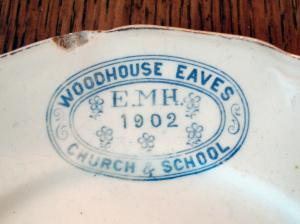 WOODHOUSE EAVES
E.M.H.
1902
CHURCH & SCHOOL